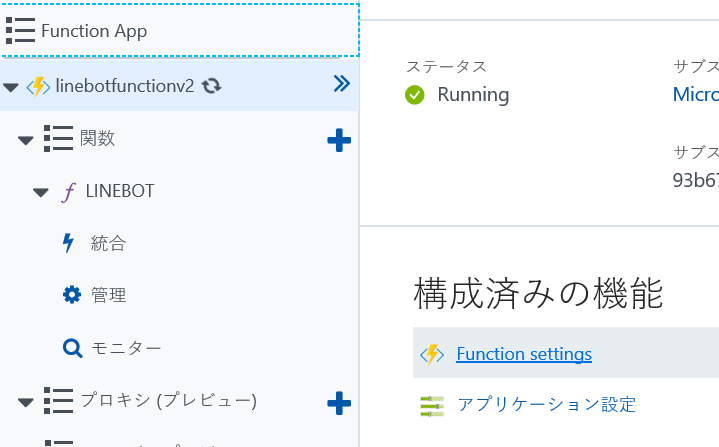 Function App
linebotfunctionv2
関数
LINEBOT
統合
管理
モニター
プロキシ (プレビュー)
ステータス
Running
サブス
Micro
サブス
93b67
構成済みの機能
Function settings
アプリケーション設定